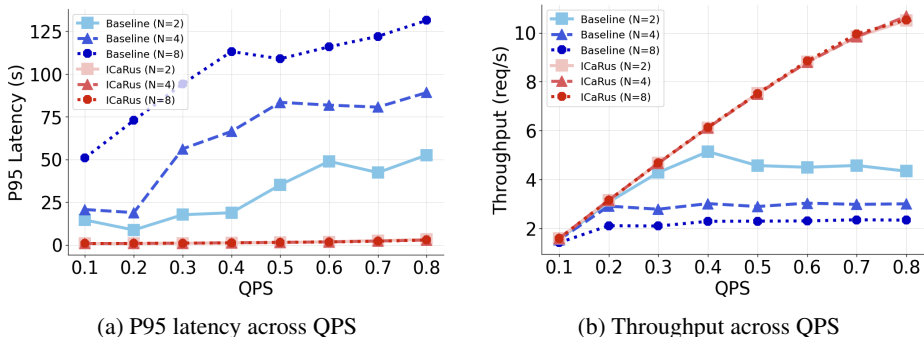 P95 Latency (s)
125
100
75
50
25
0
Baseline (N=2)
Baseline (N=4)
Baseline (N=8)
ICaRus (N=2)
ICaRus (N=4)
ICaRus (N=8)
0.1 0.2 0.3 0.4 0.5 0.6 0.7 0.8
QPS
(a) P95 latency across QPS
Throughput (req/s)
10
8
6
4
2
Baseline (N=2)
Baseline (N=4)
Baseline (N=8)
ICaRus (N=2)
ICaRus (N=4)
ICaRus (N=8)
0.1 0.2 0.3 0.4 0.5 0.6 0.7 0.8
QPS
(b) Throughput across QPS